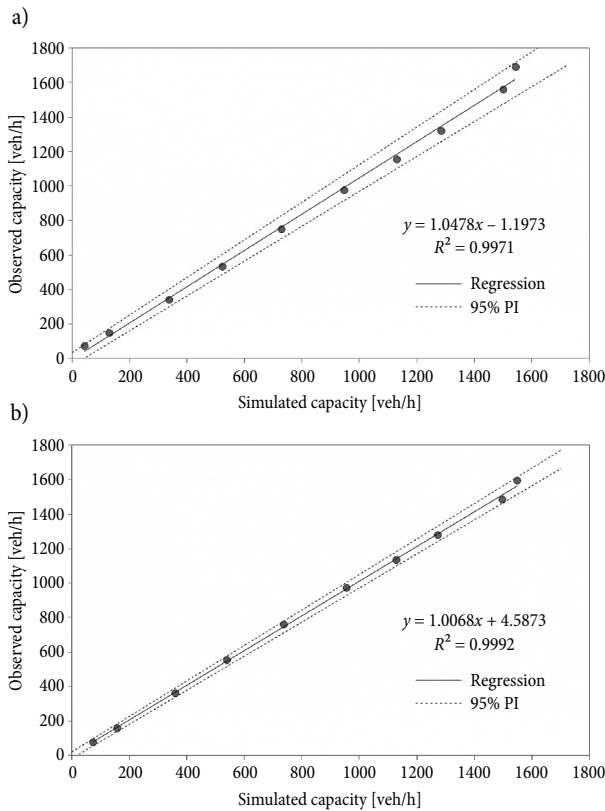 a)
1800
1600
1400
1200
1000
800
600
400
200
0
Observed capacity [veh/h]
y = 1.0478x − 1.1973
R² = 0.9971
Regression
95% PI
0 200 400 600 800 1000 1200 1400 1600 1800
Simulated capacity [veh/h]
b)
1800
1600
1400
1200
1000
800
600
400
200
0
Observed capacity [veh/h]
y = 1.0068x + 4.5873
R² = 0.9992
Regression
95% PI
0 200 400 600 800 1000 1200 1400 1600 1800
Simulated capacity [veh/h]